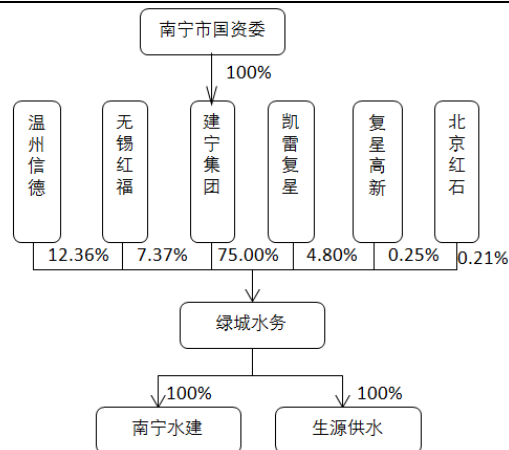 南宁市国资委
100%
温州信德
无锡红福
建宁集团
凯雷复星
复星高新
北京红石
12.36%
7.37%
75.00%
4.80%
0.25%
0.21%
绿城水务
100%
100%
南宁水建
生源供水